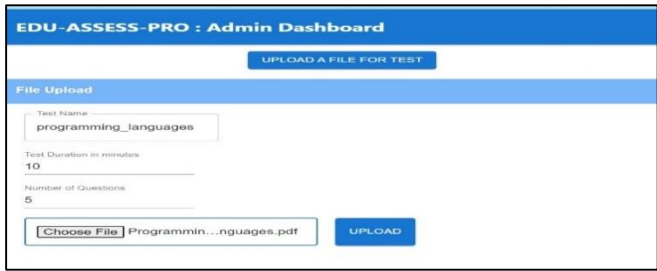 EDU-ASSESS-PRO : Admin Dashboard
UPLOAD A FILE FOR TEST
File Upload
Test Name
programming_languages
Test Duration in minutes
10
Number of Questions
5
Choose File Programmin...nguages.pdf UPLOAD